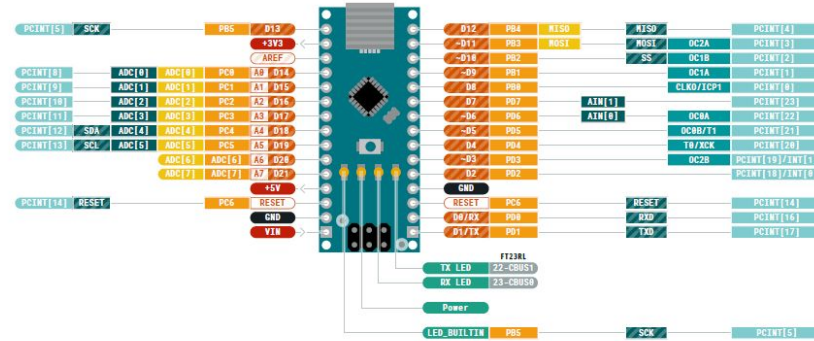 PCINT[5] SCK PB5 D13 D12 PB4 MISO MISO PCINT[4]
+3V3 ~D11 PB3 MOSI MOSI OC2A PCINT[3]
AREF ~D10 PB2 SS OC1B PCINT[2]
PCINT[8] ADC[0] ADC[0] PC0 A0 D14 ~D9 PB1 OC1A PCINT[1]
PCINT[9] ADC[1] ADC[1] PC1 A1 D15 D8 PB0 CLKO/ICP1 PCINT[0]
PCINT[10] ADC[2] ADC[2] PC2 A2 D16 D7 PD7 AIN[1] PCINT[23]
PCINT[11] ADC[3] ADC[3] PC3 A3 D17 ~D6 PD6 AIN[0] OC0A PCINT[22]
PCINT[12] SDA ADC[4] ADC[4] PC4 A4 D18 ~D5 PD5 OC0B/T1 PCINT[21]
PCINT[13] SCL ADC[5] ADC[5] PC5 A5 D19 D4 PD4 T0/XCK PCINT[20]
ADC[6] ADC[6] A6 D20 ~D3 PD3 OC2B PCINT[19]/INT[1
ADC[7] ADC[7] A7 D21 D2 PD2 PCINT[18]/INT[0
+5V GND
PCINT[14] RESET PC6 RESET RESET PC6 RESET PCINT[14]
GND D0/RX PD0 RXD PCINT[16]
VIN D1/TX PD1 TXD PCINT[17]
FT23RL
TX LED 22-CBUS1
RX LED 23-CBUS0
Power
LED_BUILTIN PB5 SCK PCINT[5]